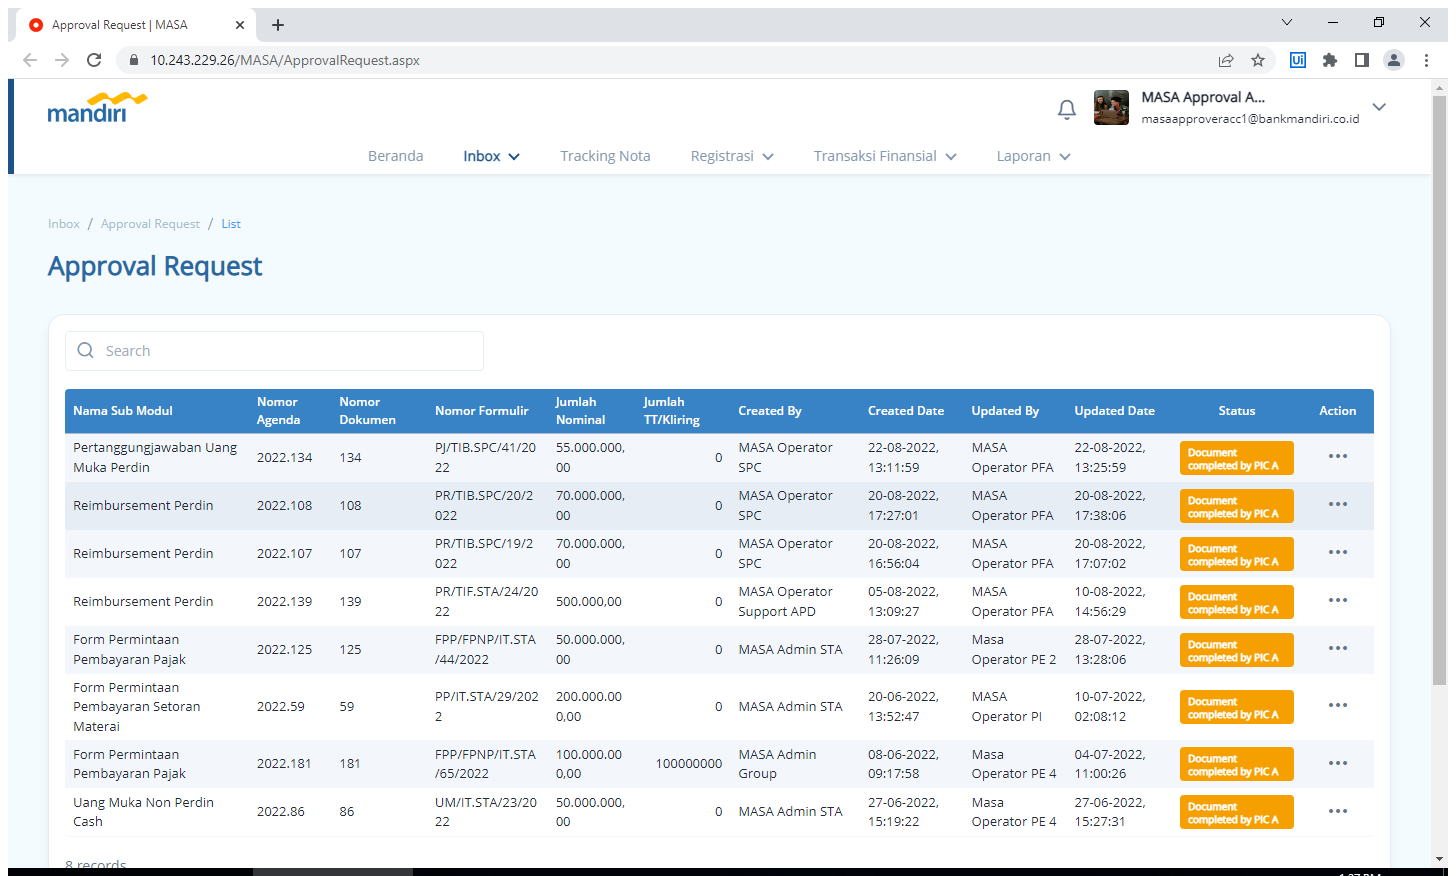 Approval Request | MASA
10.243.229.26/MASA/ApprovalRequest.aspx
Ui
mandiri
MASA Approval A...
masaapproveracc1@bankmandiri.co.id
Beranda Inbox Tracking Nota Registrasi Transaksi Finansial Laporan
Inbox / Approval Request / List
Approval Request
Search
Nama Sub Modul Nomor Agenda Nomor Dokumen Nomor Formulir Jumlah Nominal Jumlah TT/Kliring Created By Created Date Updated By Updated Date Status Action
Pertanggungjawaban Uang Muka Perdin 2022.134 134 PJ/TIB.SPC/41/2022 55.000.000,00 0 MASA Operator SPC 22-08-2022, 13:11:59 MASA Operator PFA 22-08-2022, 13:25:59 Document completed by PIC A
Reimbursement Perdin 2022.108 108 PR/TIB.SPC/20/2022 70.000.000,00 0 MASA Operator SPC 20-08-2022, 17:27:01 MASA Operator PFA 20-08-2022, 17:38:06 Document completed by PIC A
Reimbursement Perdin 2022.107 107 PR/TIB.SPC/19/2022 70.000.000,00 0 MASA Operator SPC 20-08-2022, 16:56:04 MASA Operator PFA 20-08-2022, 17:07:02 Document completed by PIC A
Reimbursement Perdin 2022.139 139 PR/TIF.STA/24/2022 500.000,00 0 MASA Operator Support APD 05-08-2022, 13:09:27 MASA Operator PFA 10-08-2022, 14:56:29 Document completed by PIC A
Form Permintaan Pembayaran Pajak 2022.125 125 FPP/FPNP/IT.STA/44/2022 50.000.000,00 0 MASA Admin STA 28-07-2022, 11:26:09 Masa Operator PE 2 28-07-2022, 13:28:06 Document completed by PIC A
Form Permintaan Pembayaran Setoran Materai 2022.59 59 PP/IT.STA/29/2022 200.000.000,00 0 MASA Admin STA 20-06-2022, 13:52:47 MASA Operator PI 10-07-2022, 02:08:12 Document completed by PIC A
Form Permintaan Pembayaran Pajak 2022.181 181 FPP/FPNP/IT.STA/65/2022 100.000.000,00 100000000 MASA Admin Group 08-06-2022, 09:17:58 Masa Operator PE 4 04-07-2022, 11:00:26 Document completed by PIC A
Uang Muka Non Perdin Cash 2022.86 86 UM/IT.STA/23/2022 50.000.000,00 0 MASA Admin STA 27-06-2022, 15:19:22 Masa Operator PE 4 27-06-2022, 15:27:31 Document completed by PIC A
8 records